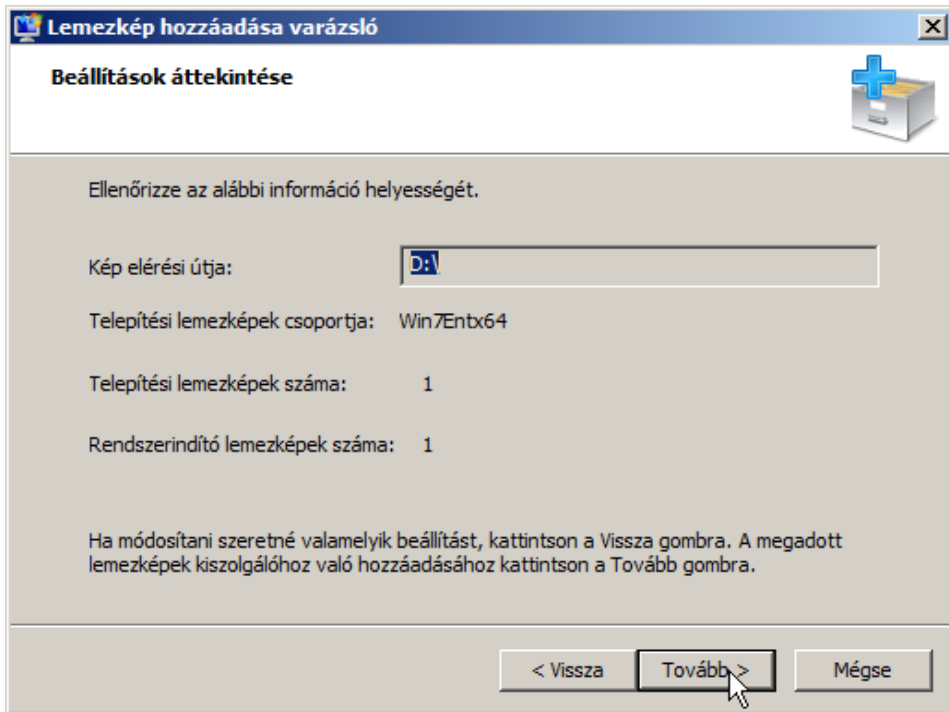 Lemezkép hozzáadása varázsló
Beállítások áttekintése
Ellenőrizze az alábbi információ helyességét.
Kép elérési útja: D:\
Telepítési lemezképek csoportja: Win7Entx64
Telepítési lemezképek száma: 1
Rendszerindító lemezképek száma: 1
Ha módosítani szeretné valamelyik beállítást, kattintson a Vissza gombra. A megadott
lemezképek kiszolgálóhoz való hozzáadásához kattintson a Tovább gombra.
< Vissza Tovább > Mégse